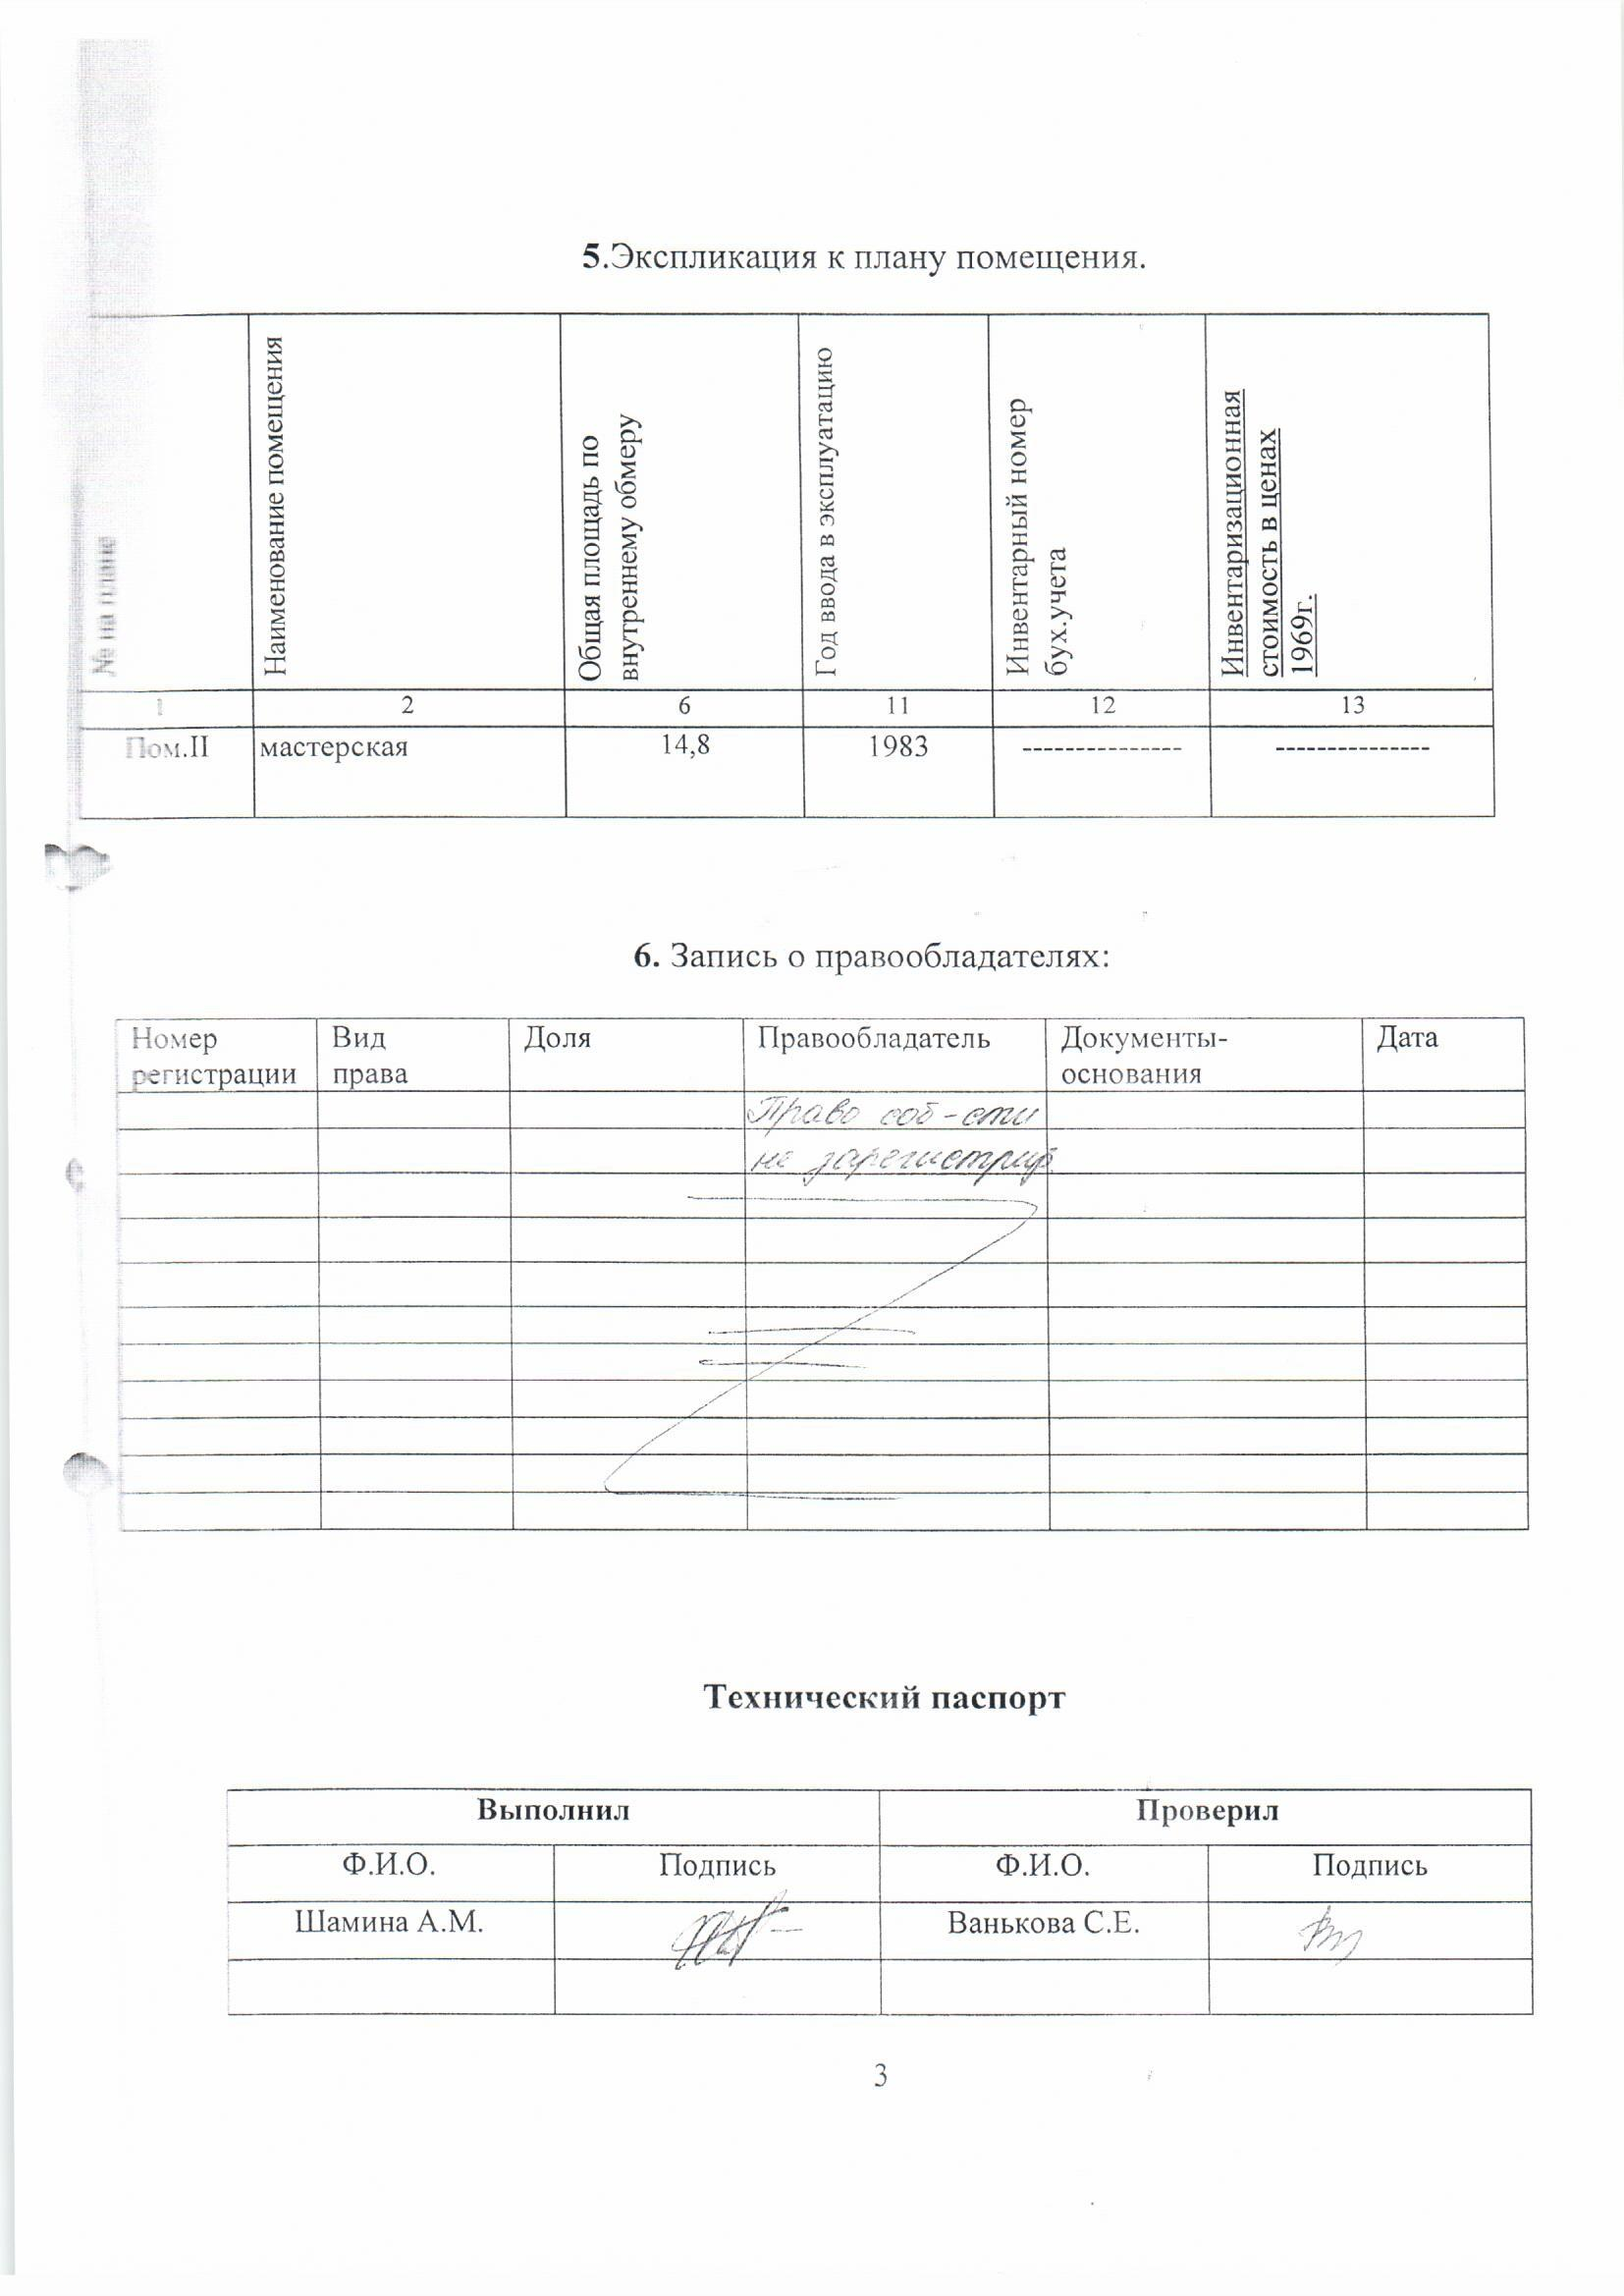 5.Экспликация к плану помещения.
№ на плане
Наименование помещения
Общая площадь по
внутреннему обмеру
Год ввода в эксплуатацию
Инвентарный номер
бух.учета
Инвентаризационная
стоимость в ценах
1969г.
1 2 6 11 12 13
Пом.II мастерская 14,8 1983 --------------- ---------------
6. Запись о правообладателях:
Номер регистрации Вид права Доля Правообладатель Документы-основания Дата
Право соб-сти
не зарегистрир.
Технический паспорт
Выполнил Проверил
Ф.И.О. Подпись Ф.И.О. Подпись
Шамина А.М. Ванькова С.Е.
3